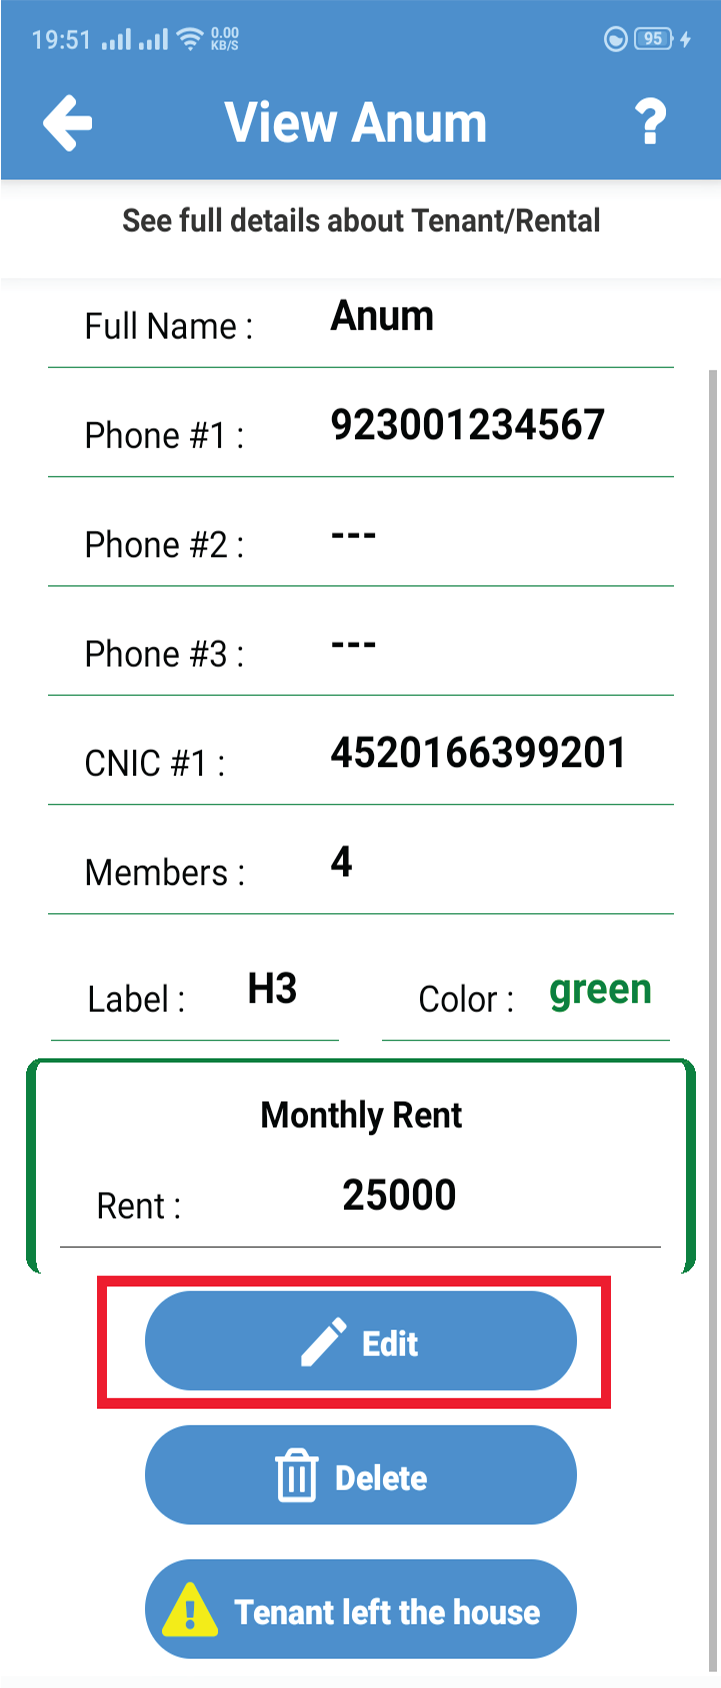 19:51 0.00 KB/S 95
View Anum ?
See full details about Tenant/Rental
Full Name : Anum
Phone #1 : 923001234567
Phone #2 : ---
Phone #3 : ---
CNIC #1 : 4520166399201
Members : 4
Label : H3 Color : green
Monthly Rent
Rent : 25000
Edit
Delete
Tenant left the house